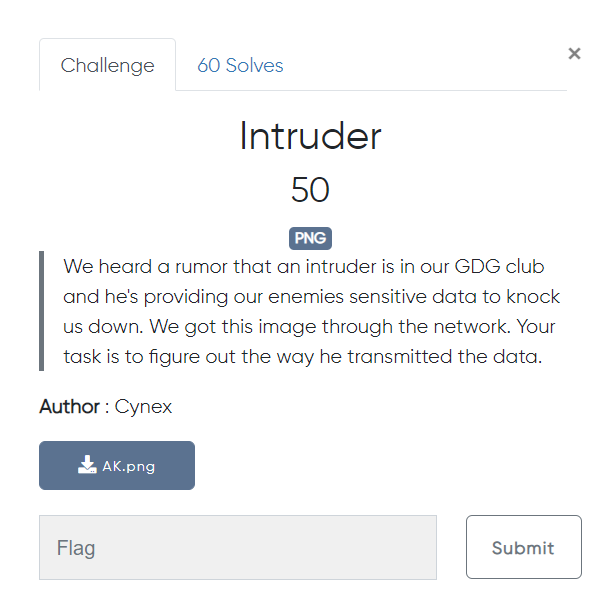 Challenge
60 Solves
×
Intruder
50
PNG
We heard a rumor that an intruder is in our GDG club
and he's providing our enemies sensitive data to knock
us down. We got this image through the network. Your
task is to figure out the way he transmitted the data.
Author : Cynex
AK.png
Flag
Submit